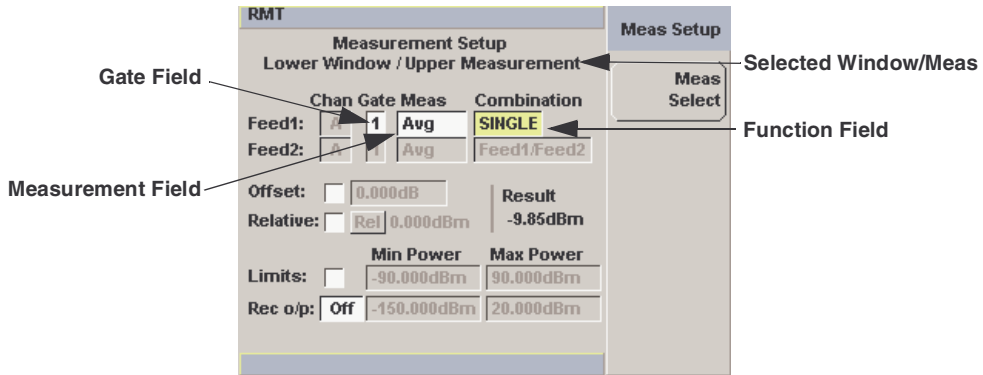 RMT
Meas Setup
Measurement Setup
Lower Window / Upper Measurement
Selected Window/Meas
Gate Field
Meas
Select
Chan Gate Meas Combination
Feed1: A 1 Avg SINGLE
Function Field
Feed2: A 1 Avg Feed1/Feed2
Measurement Field
Offset: 0.000dB Result
Relative: Rel 0.000dBm -9.85dBm
Min Power Max Power
Limits: -90.000dBm 90.000dBm
Rec o/p: Off -150.000dBm 20.000dBm